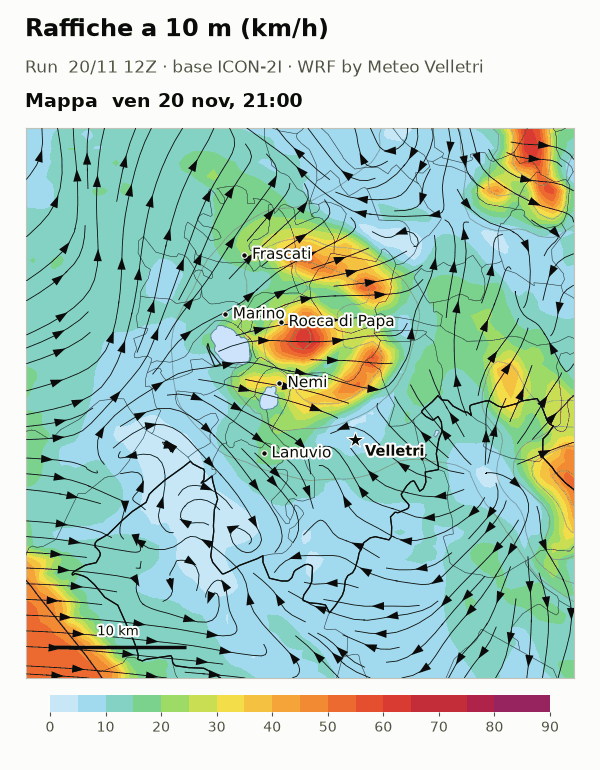 Raffiche a 10 m (km/h)
Run  20/11 12Z · base ICON-2I · WRF by Meteo Velletri
Mappa  ven 20 nov, 21:00
Frascati
Marino
Rocca di Papa
Nemi
Velletri
Lanuvio
10 km
0 10 20 30 40 50 60 70 80 90